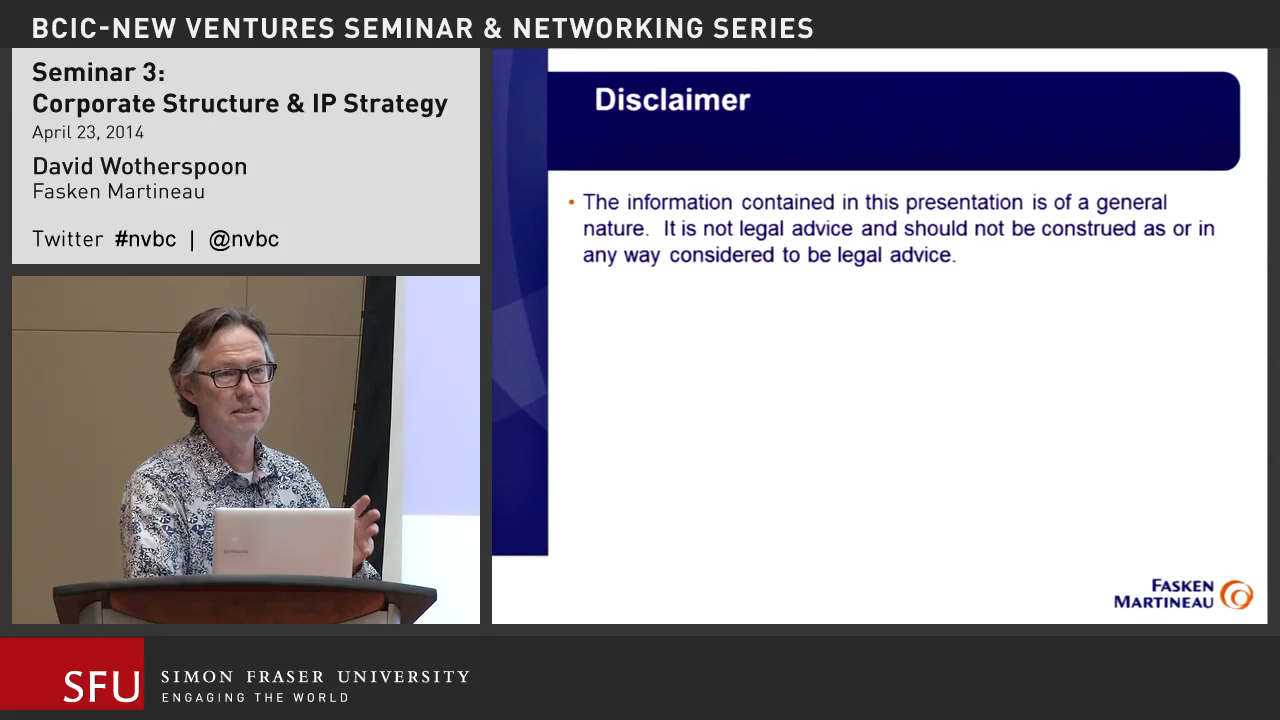 BCIC-NEW VENTURES SEMINAR & NETWORKING SERIES
Seminar 3:
Corporate Structure & IP Strategy
April 23, 2014
David Wotherspoon
Fasken Martineau
Twitter #nvbc | @nvbc
Disclaimer
• The information contained in this presentation is of a general
nature. It is not legal advice and should not be construed as or in
any way considered to be legal advice.
SAMSUNG
FASKEN
MARTINEAU
SFU SIMON FRASER UNIVERSITY
ENGAGING THE WORLD